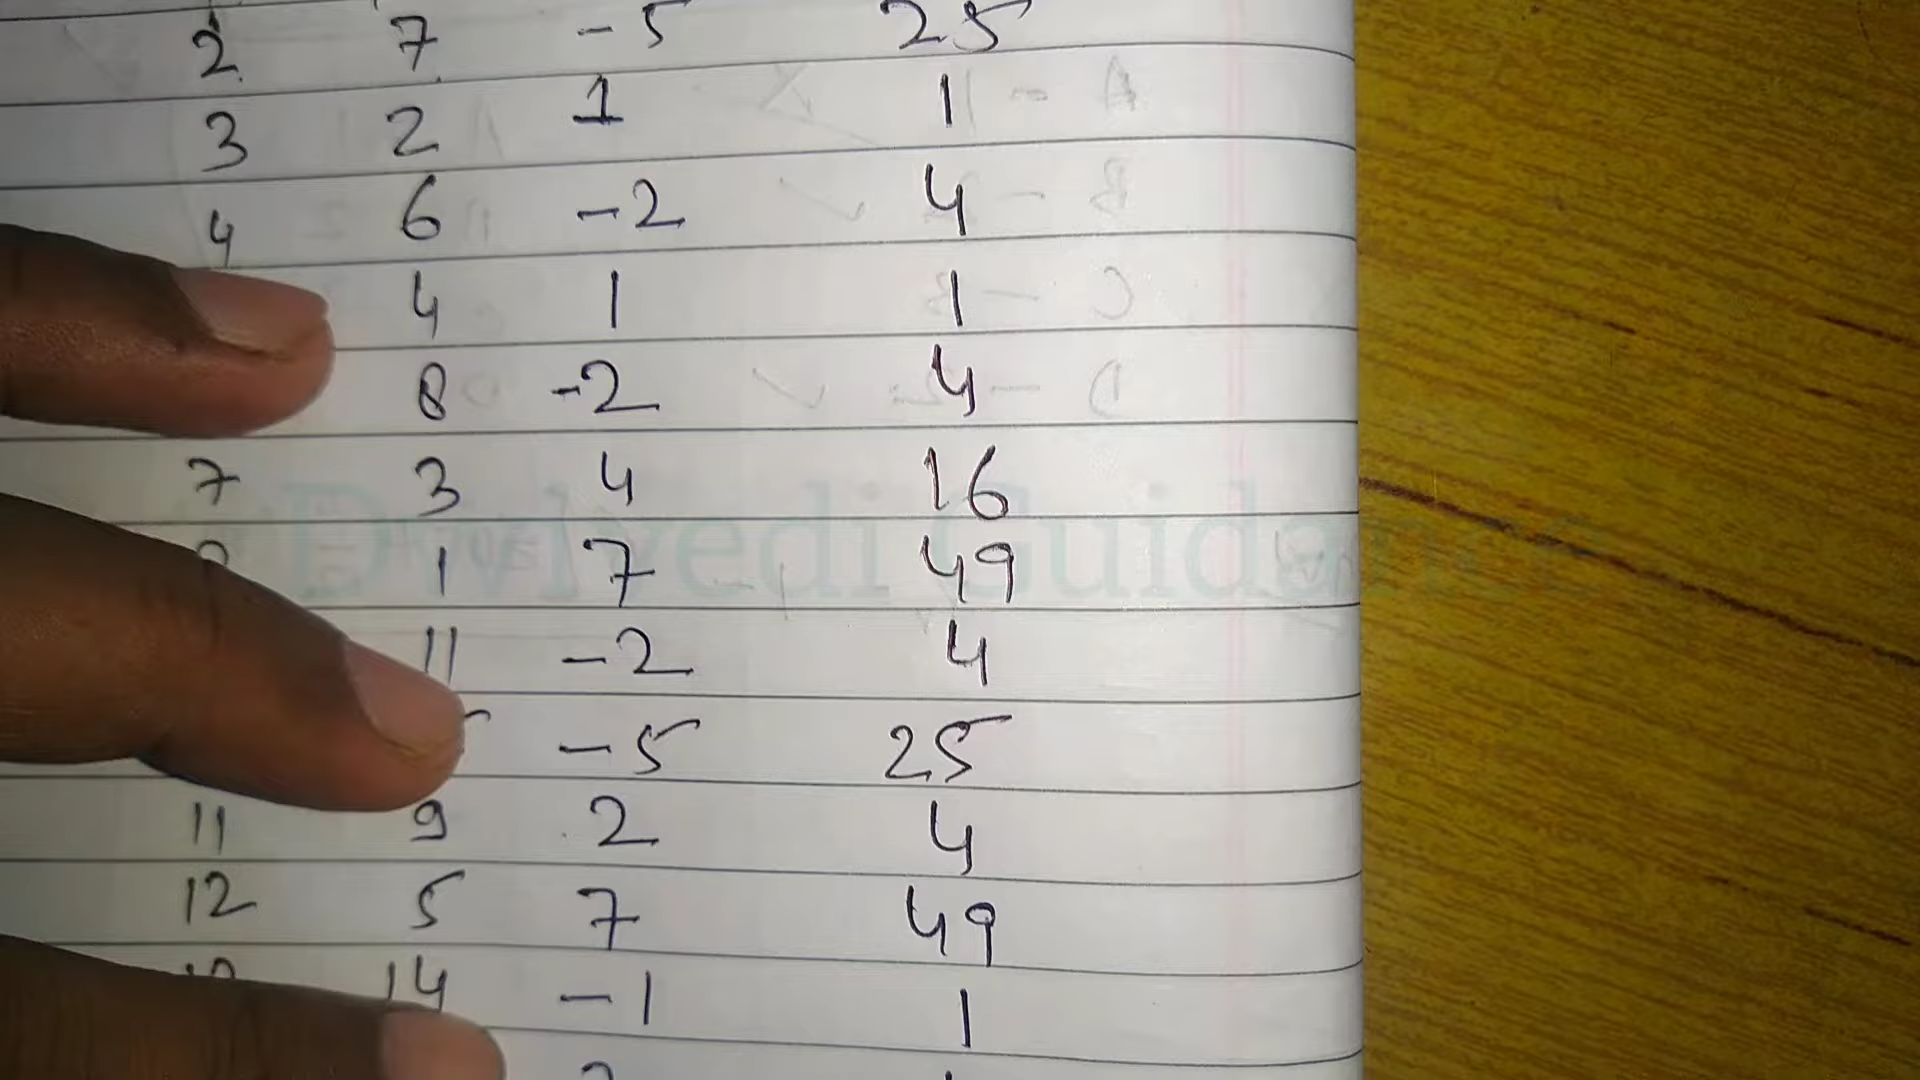 2 7 -5 25
3 2 1 1
4 6 -2 4
4 1 1
8 -2 4
7 3 4 16
1 7 49
11 -2 4
-5 25
11 9 2 4
12 5 7 49
14 -1 1
Dwivedi Guidance